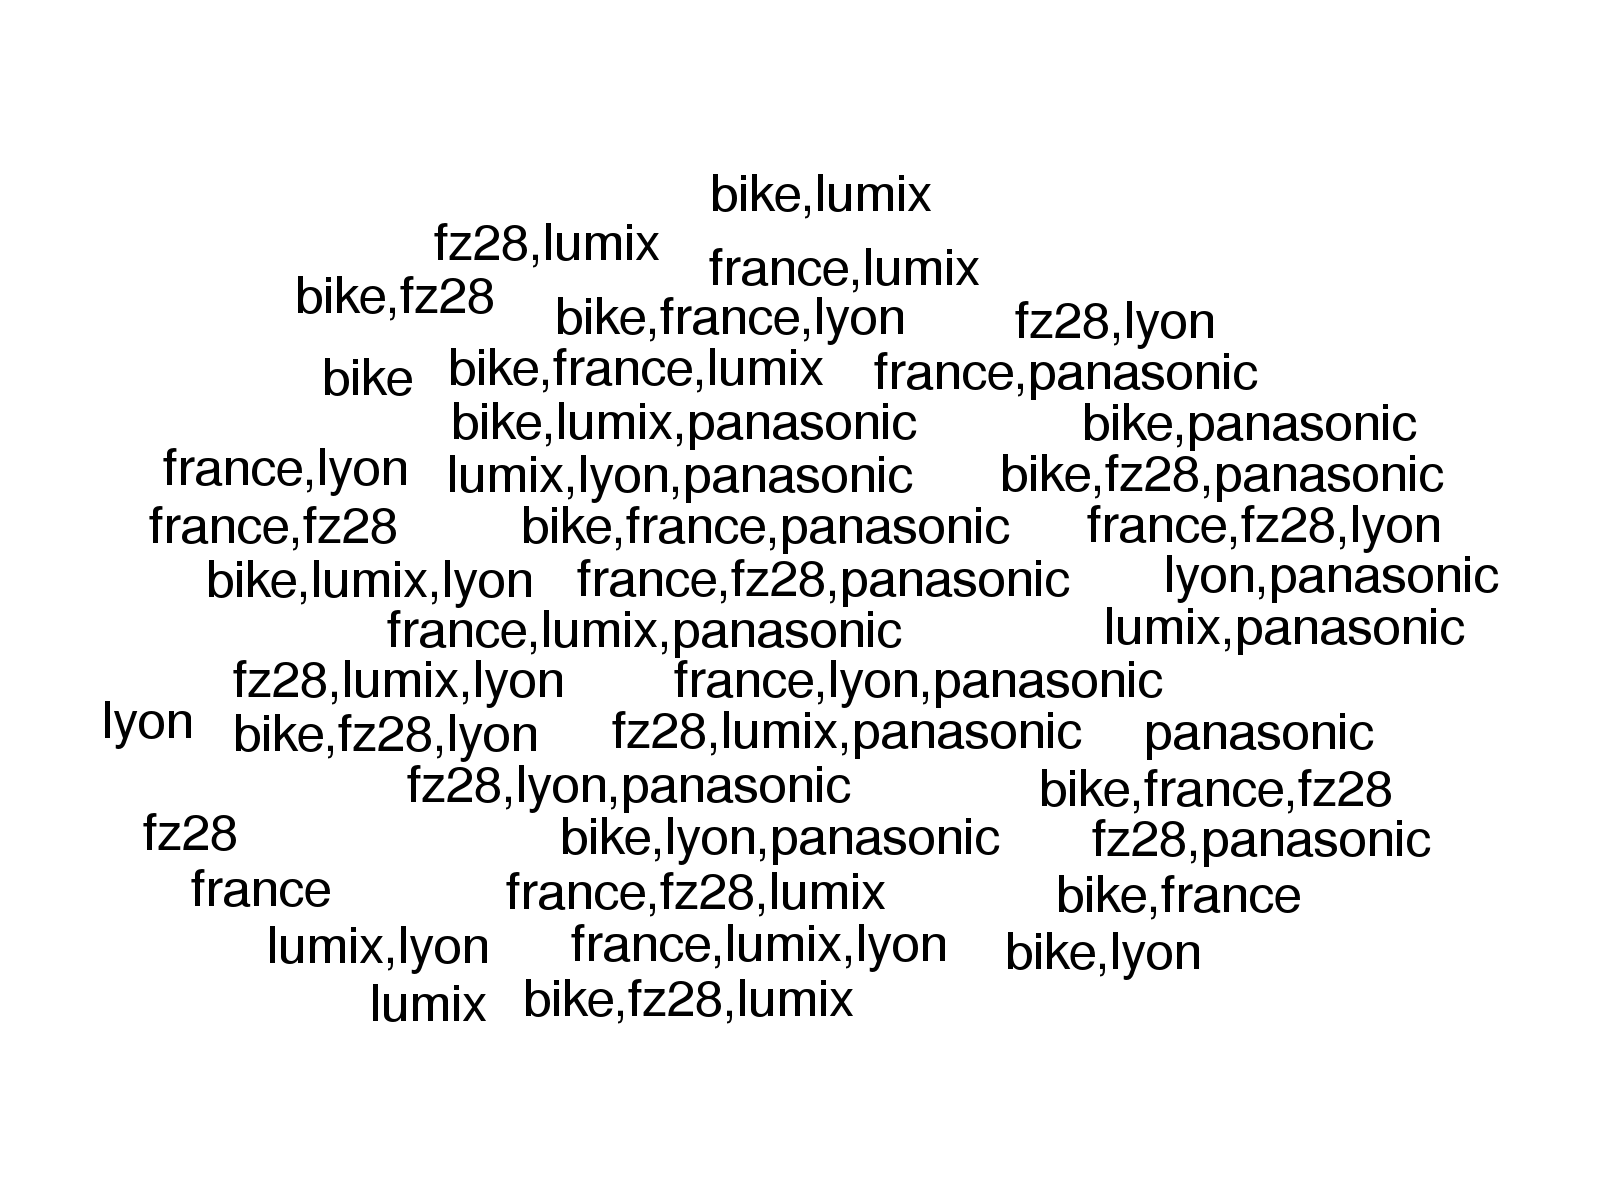 bike,lumix
fz28,lumix
france,lumix
bike,fz28
bike,france,lyon
fz28,lyon
bike
bike,france,lumix
france,panasonic
bike,lumix,panasonic
bike,panasonic
france,lyon
lumix,lyon,panasonic
bike,fz28,panasonic
france,fz28
bike,france,panasonic
france,fz28,lyon
bike,lumix,lyon
france,fz28,panasonic
lyon,panasonic
france,lumix,panasonic
lumix,panasonic
fz28,lumix,lyon
france,lyon,panasonic
lyon
bike,fz28,lyon
fz28,lumix,panasonic
panasonic
fz28,lyon,panasonic
bike,france,fz28
fz28
bike,lyon,panasonic
fz28,panasonic
france
france,fz28,lumix
bike,france
lumix,lyon
france,lumix,lyon
bike,lyon
lumix
bike,fz28,lumix